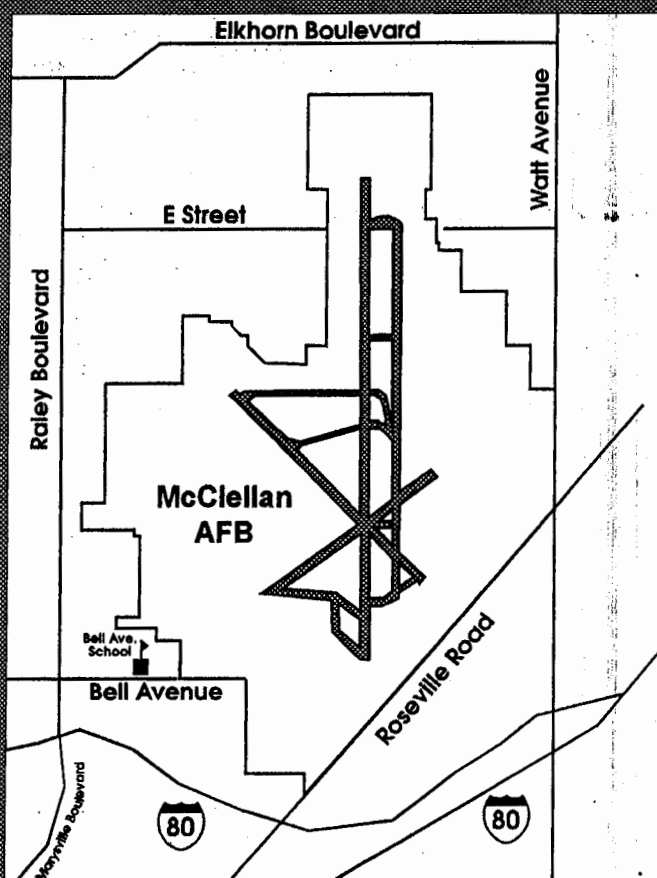 Elkhorn Boulevard
Watt Avenue
E Street
Raley Boulevard
McClellan
AFB
Bell Ave.
School
Bell Avenue
Roseville Road
Marysville Boulevard
80
80